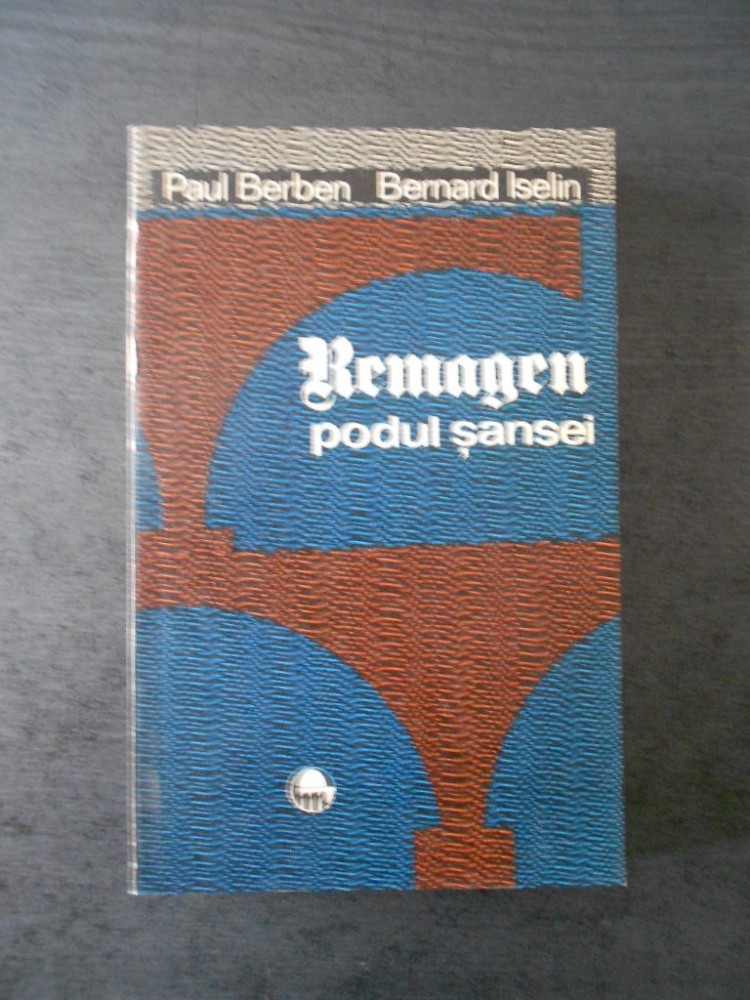 Paul Berben Bernard Iselin
Remagen
podul șansei